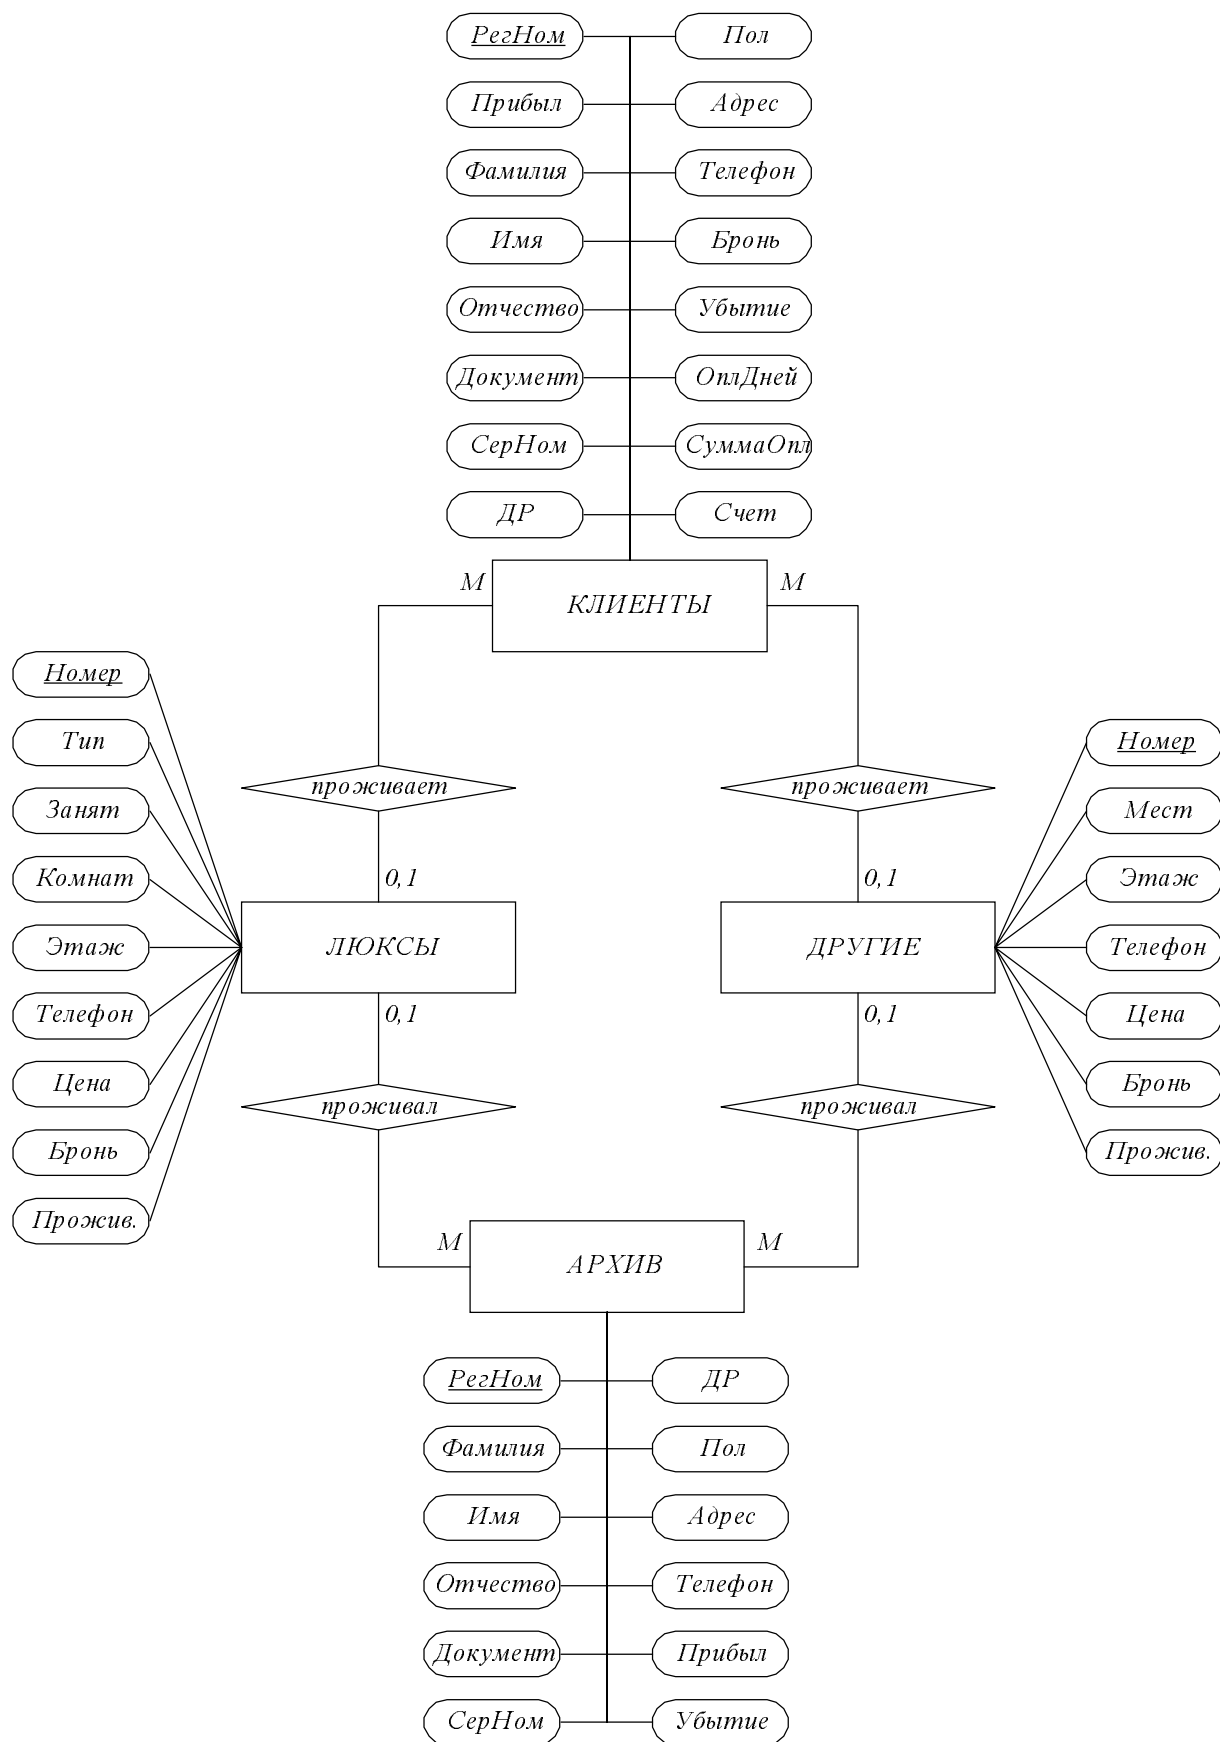 РегНом Пол
Прибыл Адрес
Фамилия Телефон
Имя Бронь
Отчество Убытие
Документ ОплДней
СерНом СуммаОпл
ДР Счет
М М
КЛИЕНТЫ
Номер
Тип Номер
проживает проживает
Занят Мест
Комнат 0,1 0,1 Этаж
Этаж ЛЮКСЫ ДРУГИЕ Телефон
Телефон 0,1 0,1 Цена
Цена Бронь
проживал проживал
Бронь Прожив.
Прожив.
М М
АРХИВ
РегНом ДР
Фамилия Пол
Имя Адрес
Отчество Телефон
Документ Прибыл
СерНом Убытие